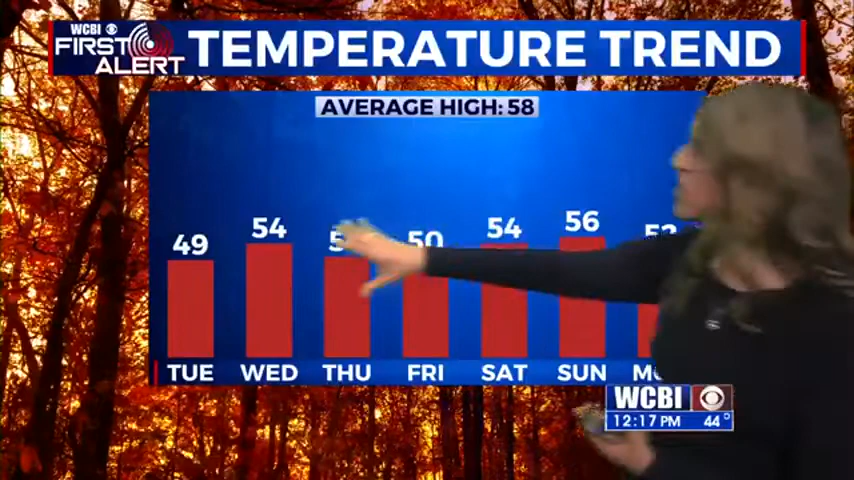 WCBI
FIRST
ALERT
TEMPERATURE TREND
AVERAGE HIGH: 58
49 54 50 54 56
TUE WED THU FRI SAT SUN
WCBI
12:17 PM 44°